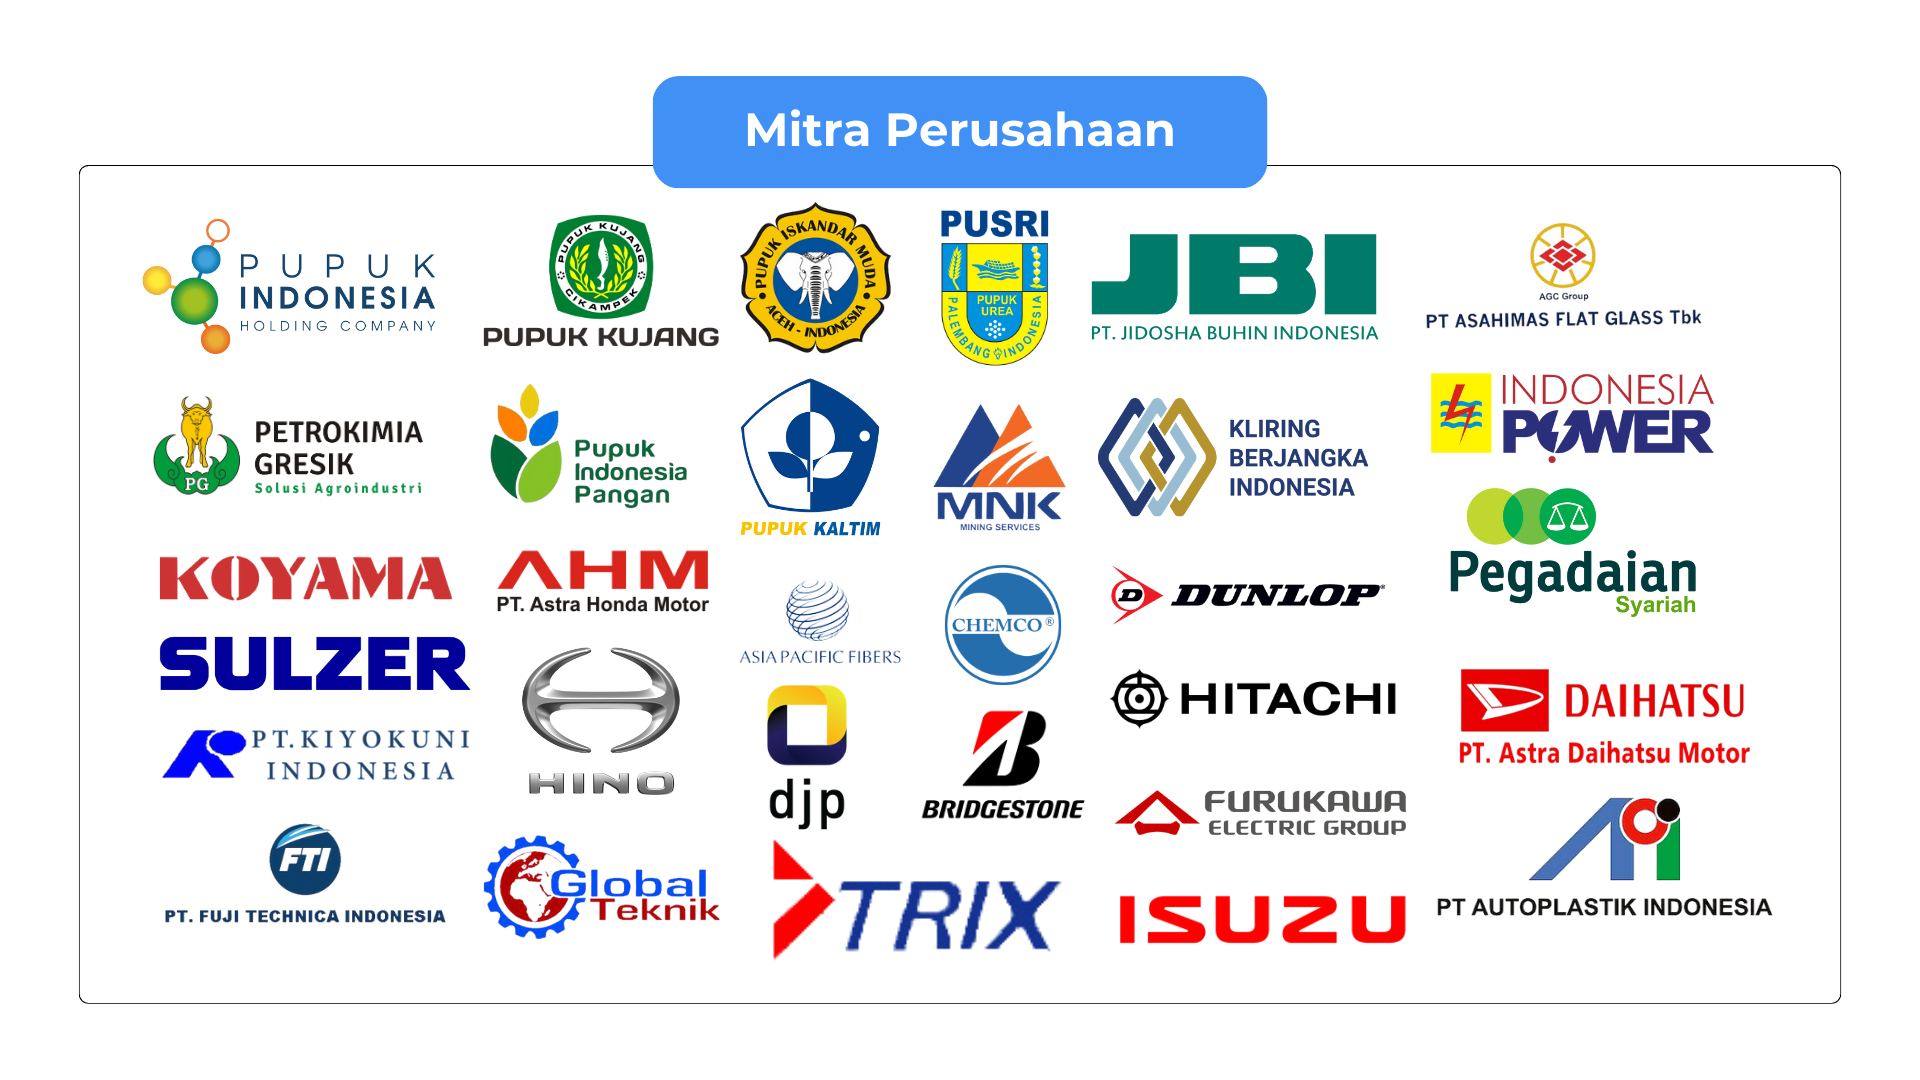 Mitra Perusahaan
PUPUK
INDONESIA
HOLDING COMPANY
PUPUK KUJANG
CIKAMPEK
PUPUK KUJANG
PUPUK ISKANDAR MUDA
ACEH - INDONESIA
PUSRI
PUPUK
UREA
PALEMBANG INDONESIA
JBI
PT. JIDOSHA BUHIN INDONESIA
AGC Group
PT ASAHIMAS FLAT GLASS Tbk
PG
PETROKIMIA
GRESIK
Solusi Agroindustri
Pupuk
Indonesia
Pangan
PUPUK KALTIM
MNK
MINING SERVICES
KLIRING
BERJANGKA
INDONESIA
INDONESIA
POWER
Pegadaian
Syariah
KOYAMA
AHM
PT. Astra Honda Motor
ASIA PACIFIC FIBERS
CHEMCO®
D DUNLOP®
SULZER
HINO
djp
BRIDGESTONE
HITACHI
DAIHATSU
PT. Astra Daihatsu Motor
PT.KIYOKUNI
INDONESIA
FURUKAWA
ELECTRIC GROUP
FTI
PT. FUJI TECHNICA INDONESIA
Global
Teknik
TRIX
ISUZU
PT AUTOPLASTIK INDONESIA